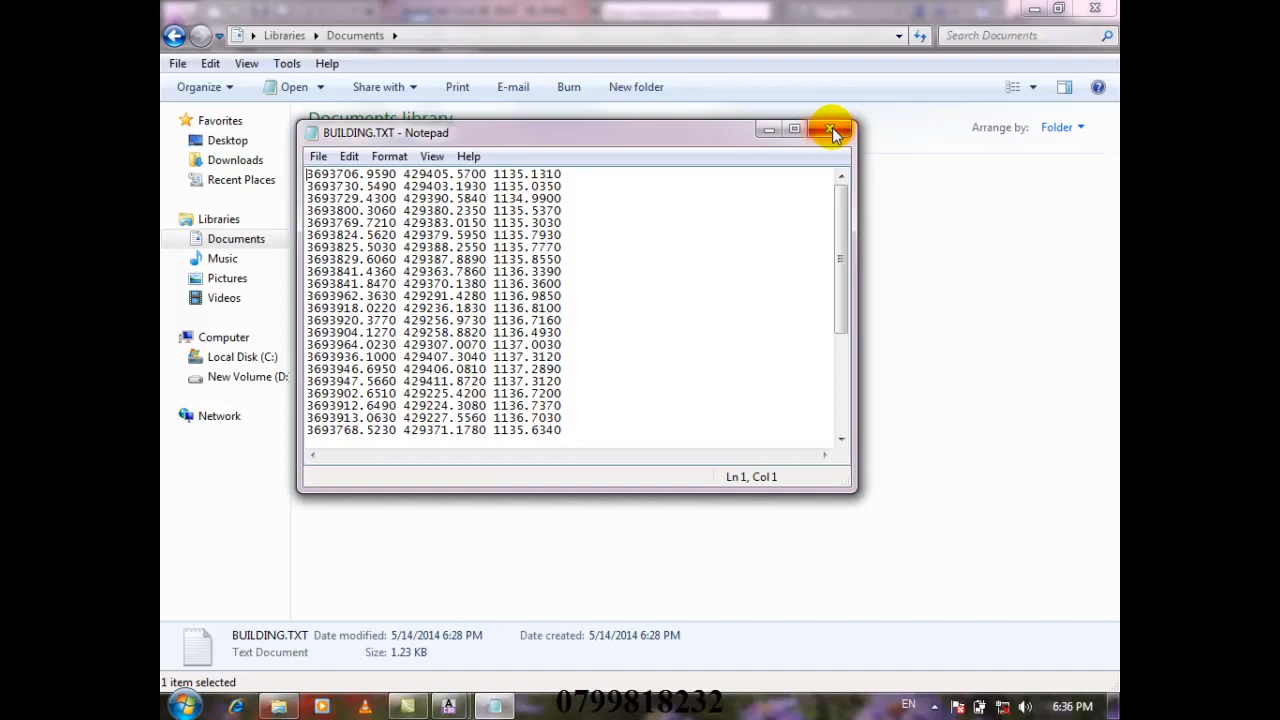 Libraries Documents
Search Documents
File Edit View Tools Help
Organize Open Share with Print E-mail Burn New folder
Favorites
Desktop
Downloads
Recent Places
Libraries
Documents
Music
Pictures
Videos
Computer
Local Disk (C:)
New Volume (D:
Network
Documents library
Arrange by: Folder
BUILDING.TXT - Notepad
File Edit Format View Help
3693706.9590 429405.5700 1135.1310
3693730.5490 429403.1930 1135.0350
3693729.4300 429390.5840 1134.9900
3693800.3060 429380.2350 1135.5370
3693769.7210 429383.0150 1135.3030
3693824.5620 429379.5950 1135.7930
3693825.5030 429388.2550 1135.7770
3693829.6060 429387.8890 1135.8550
3693841.4360 429363.7860 1136.3390
3693841.8470 429370.1380 1136.3600
3693962.3630 429291.4280 1136.9850
3693918.0220 429236.1830 1136.8100
3693920.3770 429256.9730 1136.7160
3693904.1270 429258.8820 1136.4930
3693964.0230 429307.0070 1137.0030
3693936.1000 429407.3040 1137.3120
3693946.6950 429406.0810 1137.2890
3693947.5660 429411.8720 1137.3120
3693902.6510 429225.4200 1136.7200
3693912.6490 429224.3080 1136.7370
3693913.0630 429227.5560 1136.7030
3693768.5230 429371.1780 1135.6340
Ln 1, Col 1
BUILDING.TXT Date modified: 5/14/2014 6:28 PM Date created: 5/14/2014 6:28 PM
Text Document Size: 1.23 KB
1 item selected
0799818232
EN 6:36 PM